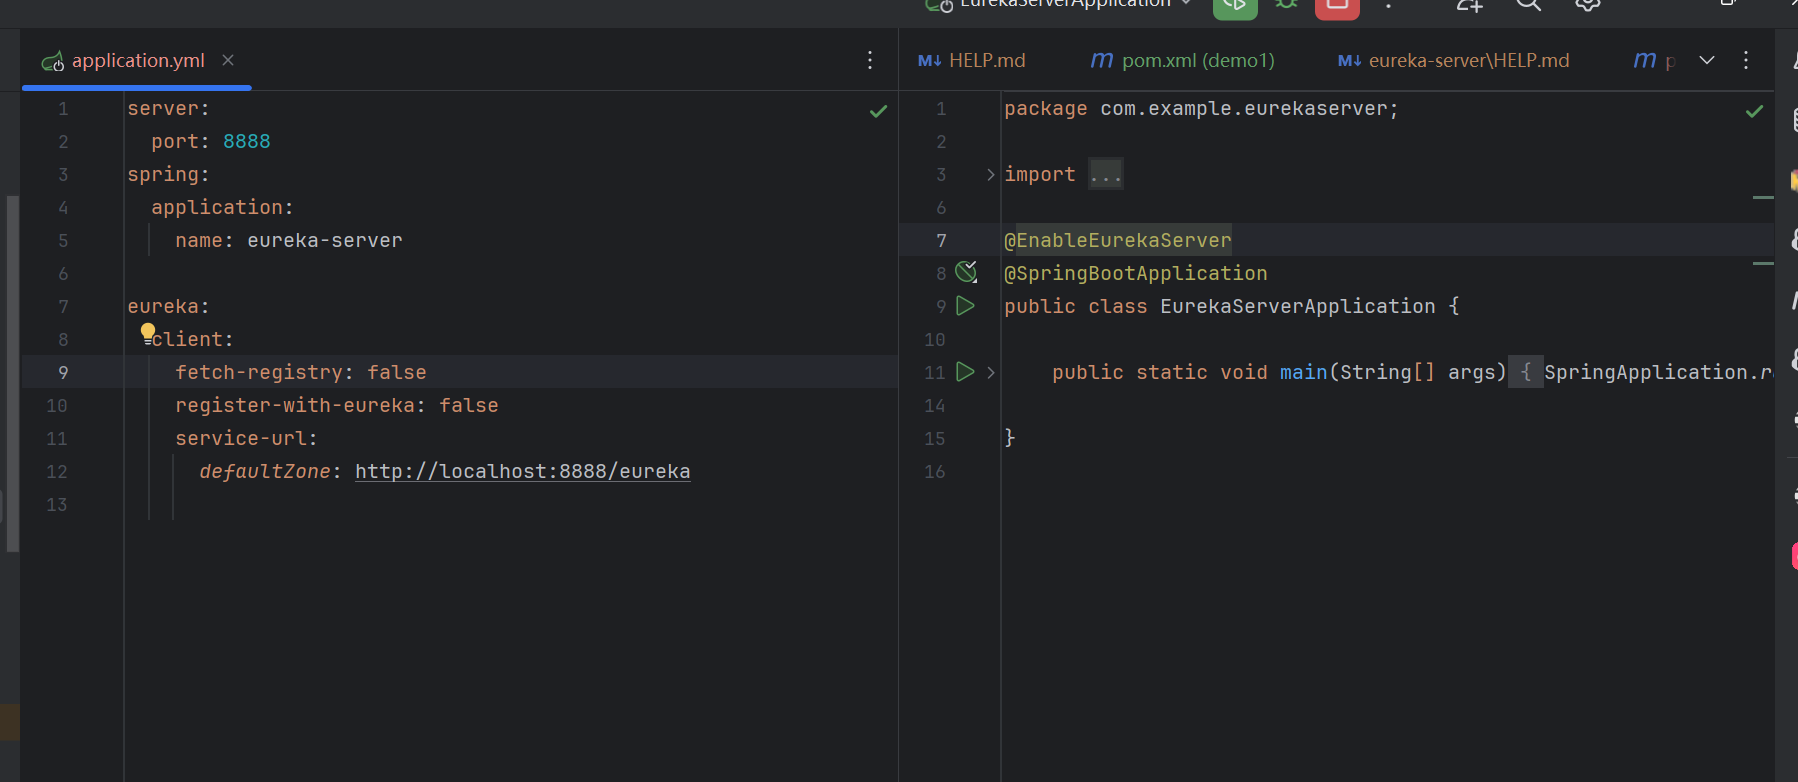 EurekaServerApplication
application.yml
HELP.md
pom.xml (demo1)
eureka-server\HELP.md
1 server:
2 port: 8888
3 spring:
4 application:
5 name: eureka-server
6
7 eureka:
8 client:
9 fetch-registry: false
10 register-with-eureka: false
11 service-url:
12 defaultZone: http://localhost:8888/eureka
13
1 package com.example.eurekaserver;
2
3 import ...
6
7 @EnableEurekaServer
8 @SpringBootApplication
9 public class EurekaServerApplication {
10
11 public static void main(String[] args) { SpringApplication.r
14
15 }
16